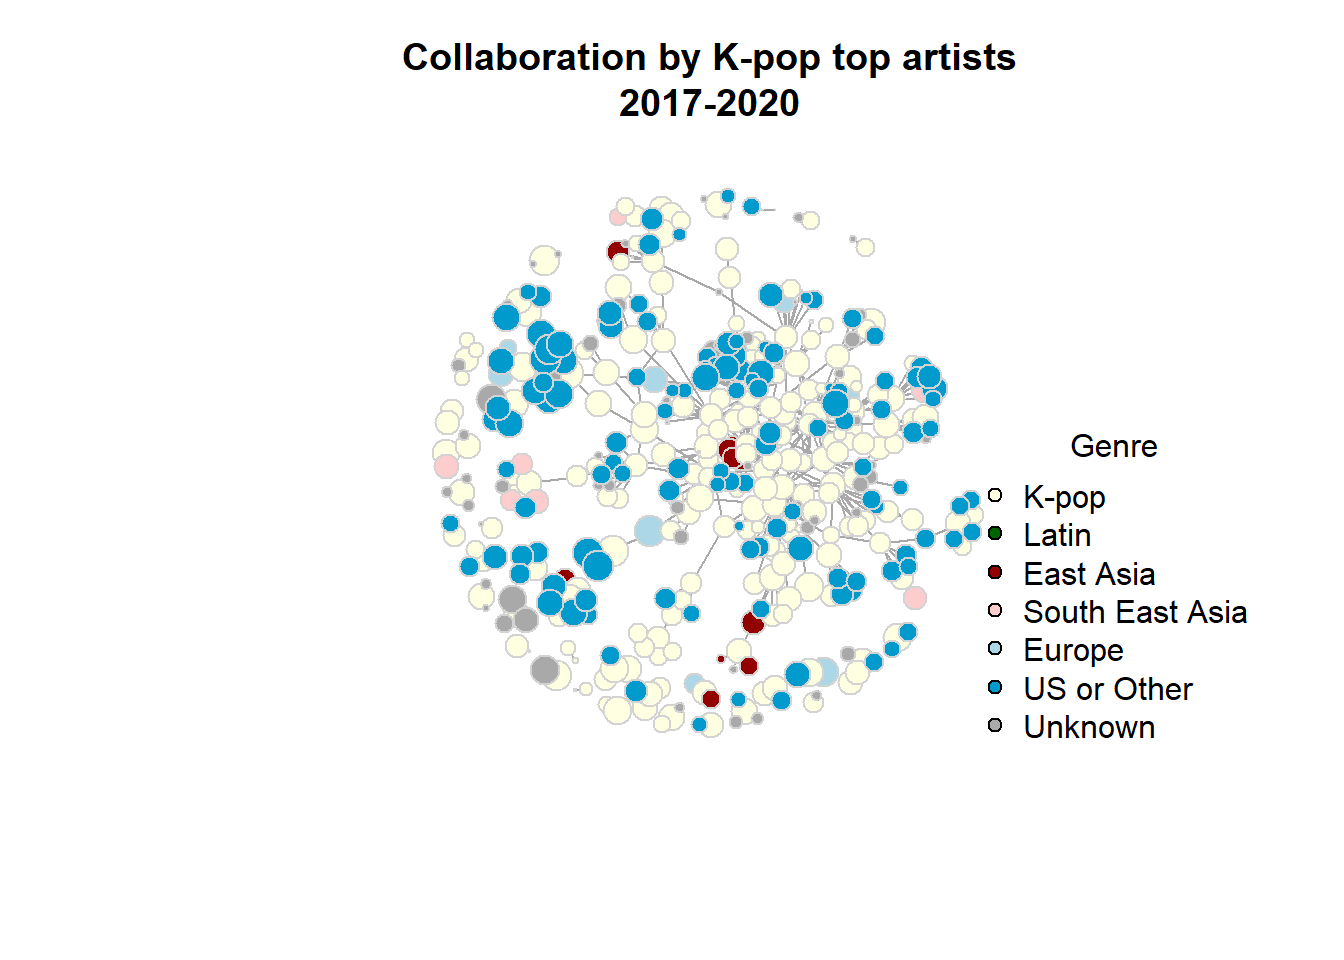 Collaboration by K-pop top artists
2017-2020
Genre
K-pop
Latin
East Asia
South East Asia
Europe
US or Other
Unknown